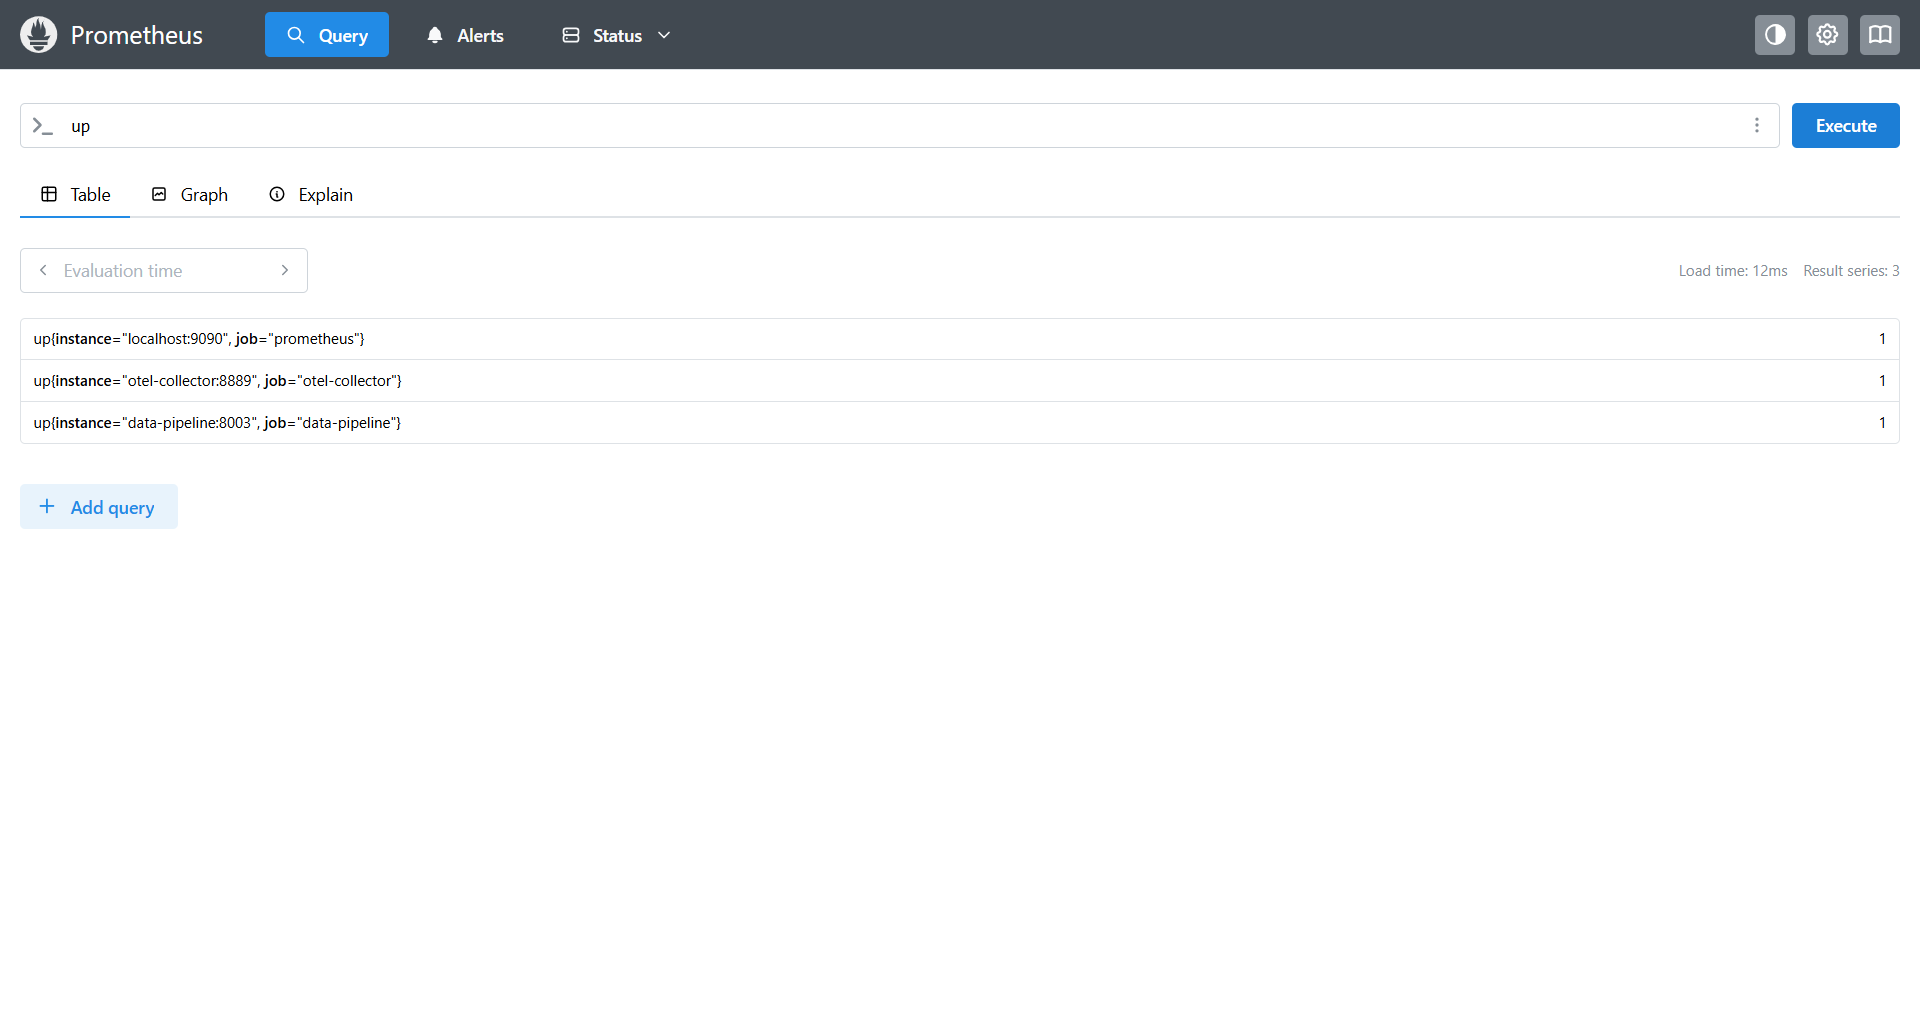 Prometheus Query Alerts Status
up Execute
Table Graph Explain
Evaluation time Load time: 12ms Result series: 3
up{instance="localhost:9090", job="prometheus"} 1
up{instance="otel-collector:8889", job="otel-collector"} 1
up{instance="data-pipeline:8003", job="data-pipeline"} 1
Add query